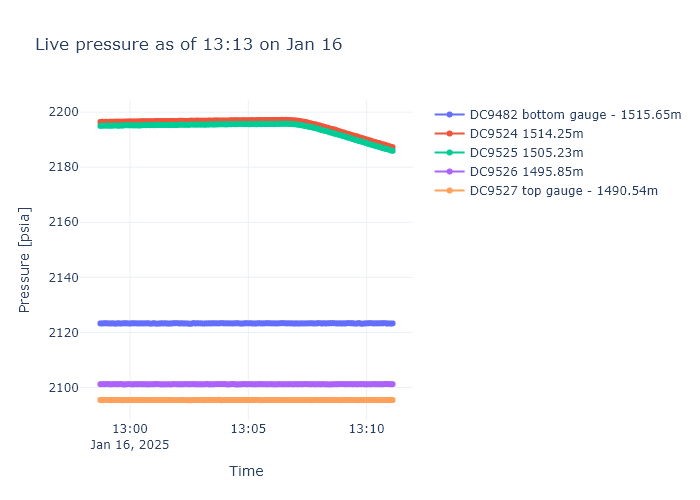 Live pressure as of 13:13 on Jan 16
Pressure [psia]
2200
2180
2160
2140
2120
2100
13:00
Jan 16, 2025
13:05
13:10
Time
DC9482 bottom gauge - 1515.65m
DC9524 1514.25m
DC9525 1505.23m
DC9526 1495.85m
DC9527 top gauge - 1490.54m